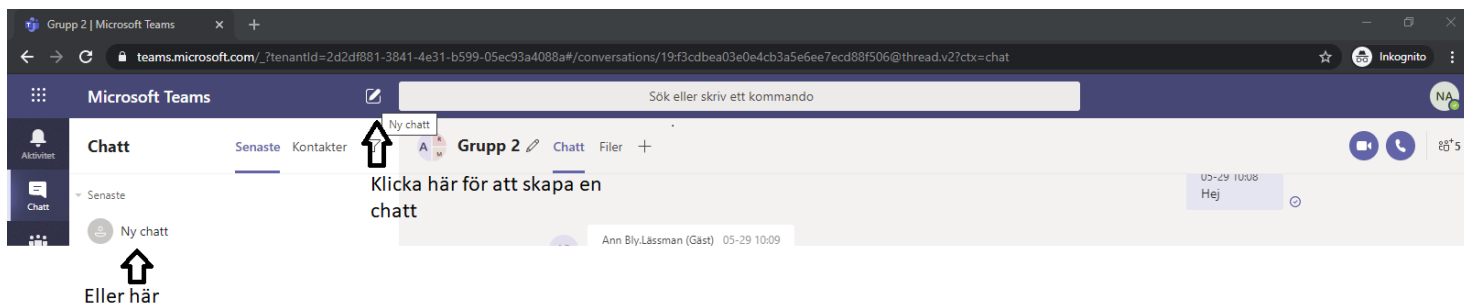 Grupp 2 | Microsoft Teams
teams.microsoft.com/_?tenantId=2d2df881-3841-4e31-b599-05ec93a4088a#/conversations/19:f3cdbea03e0e4cb3a5e6ee7ecd88f506@thread.v2?ctx=chat
Inkognito
Microsoft Teams
Sök eller skriv ett kommando
NA
Ny chatt
Aktivitet
Chatt
Senaste Kontakter
A R M
Grupp 2
Chatt Filer
5
Klicka här för att skapa en
chatt
05-29 10:08
Hej
Chatt
Senaste
Ny chatt
Ann Bly.Lässman (Gäst) 05-29 10:09
Eller här